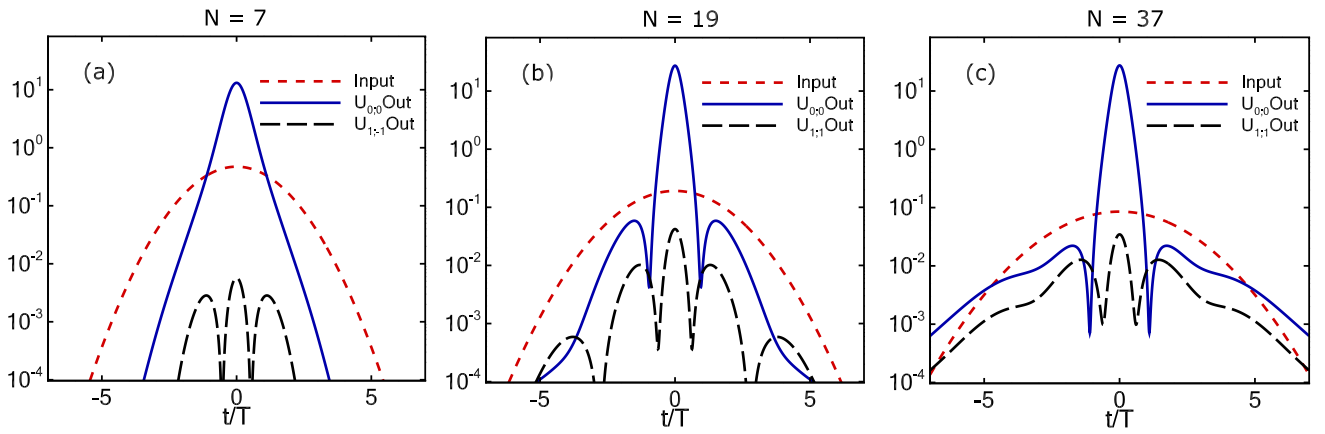 N = 7
N = 19
N = 37
(a)
Input
U0;0Out
U1;-1Out
10^1
10^0
10^-1
10^-2
10^-3
10^-4
-5
0
5
t/T
(b)
Input
U0;0Out
U1;1Out
10^1
10^0
10^-1
10^-2
10^-3
10^-4
-5
0
5
t/T
(c)
Input
U0;0Out
U1;1Out
10^1
10^0
10^-1
10^-2
10^-3
10^-4
-5
0
5
t/T